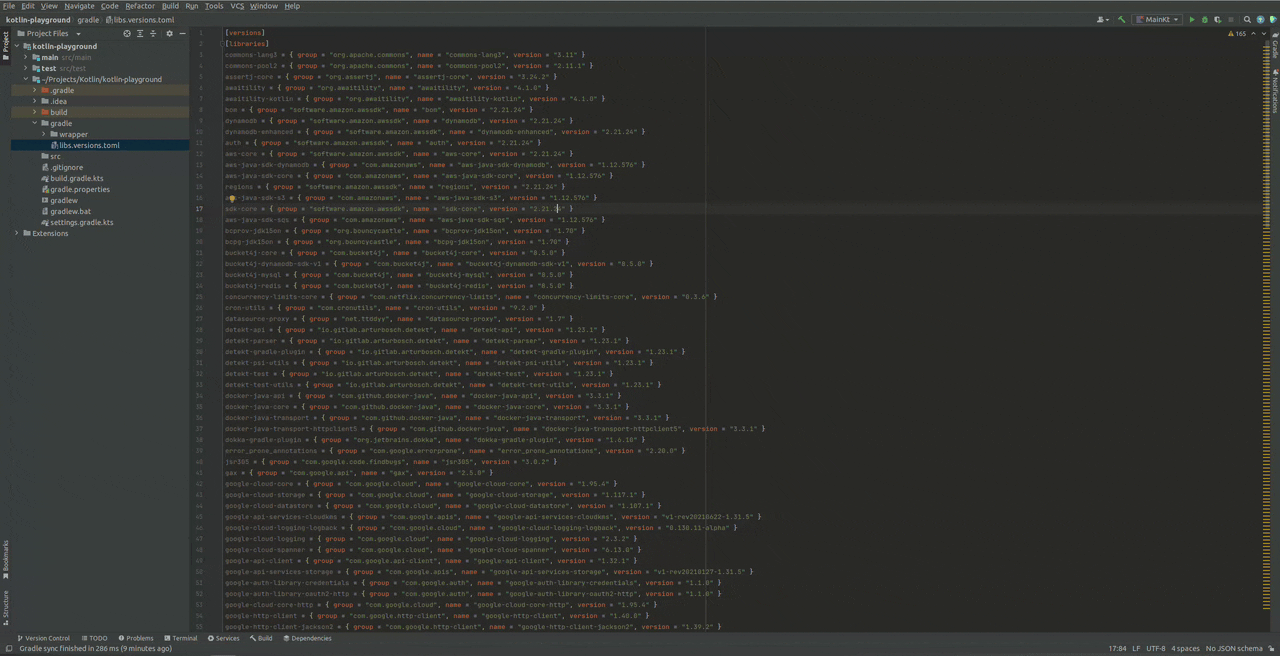 File Edit View Navigate Code Refactor Build Run Tools VCS Window Help
kotlin-playground gradle libs.versions.toml
MainKt
Project
Project Files
kotlin-playground
main src/main
test src/test
~/Projects/Kotlin/kotlin-playground
.gradle
.idea
build
gradle
wrapper
libs.versions.toml
src
.gitignore
build.gradle.kts
gradle.properties
gradlew
gradlew.bat
settings.gradle.kts
Extensions
165
Gradle
Notifications
[versions]
[libraries]
commons-lang3 = { group = "org.apache.commons", name = "commons-lang3", version = "3.11" }
commons-pool2 = { group = "org.apache.commons", name = "commons-pool2", version = "2.11.1" }
assertj-core = { group = "org.assertj", name = "assertj-core", version = "3.24.2" }
awaitility = { group = "org.awaitility", name = "awaitility", version = "4.1.0" }
awaitility-kotlin = { group = "org.awaitility", name = "awaitility-kotlin", version = "4.1.0" }
bom = { group = "software.amazon.awssdk", name = "bom", version = "2.21.24" }
dynamodb = { group = "software.amazon.awssdk", name = "dynamodb", version = "2.21.24" }
dynamodb-enhanced = { group = "software.amazon.awssdk", name = "dynamodb-enhanced", version = "2.21.24" }
auth = { group = "software.amazon.awssdk", name = "auth", version = "2.21.24" }
aws-core = { group = "software.amazon.awssdk", name = "aws-core", version = "2.21.24" }
aws-java-sdk-dynamodb = { group = "com.amazonaws", name = "aws-java-sdk-dynamodb", version = "1.12.576" }
aws-java-sdk-core = { group = "com.amazonaws", name = "aws-java-sdk-core", version = "1.12.576" }
regions = { group = "software.amazon.awssdk", name = "regions", version = "2.21.24" }
aws-java-sdk-s3 = { group = "com.amazonaws", name = "aws-java-sdk-s3", version = "1.12.576" }
sdk-core = { group = "software.amazon.awssdk", name = "sdk-core", version = }
aws-java-sdk-sqs = { group = "com.amazonaws", name = "aws-java-sdk-sqs", version = "1.12.576" }
bcprov-jdk15on = { group = "org.bouncycastle", name = "bcprov-jdk15on", version = "1.70" }
bcpg-jdk15on = { group = "org.bouncycastle", name = "bcpg-jdk15on", version = "1.70" }
bucket4j-core = { group = "com.bucket4j", name = "bucket4j-core", version = "8.5.0" }
bucket4j-dynamodb-sdk-v1 = { group = "com.bucket4j", name = "bucket4j-dynamodb-sdk-v1", version = "8.5.0" }
bucket4j-mysql = { group = "com.bucket4j", name = "bucket4j-mysql", version = "8.5.0" }
bucket4j-redis = { group = "com.bucket4j", name = "bucket4j-redis", version = "8.5.0" }
concurrency-limits-core = { group = "com.netflix.concurrency-limits", name = "concurrency-limits-core", version = "0.3.6" }
cron-utils = { group = "com.cronutils", name = "cron-utils", version = "9.2.0" }
datasource-proxy = { group = "net.ttddyy", name = "datasource-proxy", version = "1.7" }
detekt-api = { group = "io.gitlab.arturbosch.detekt", name = "detekt-api", version = "1.23.1" }
detekt-parser = { group = "io.gitlab.arturbosch.detekt", name = "detekt-parser", version = "1.23.1" }
detekt-gradle-plugin = { group = "io.gitlab.arturbosch.detekt", name = "detekt-gradle-plugin", version = "1.23.1" }
detekt-psi-utils = { group = "io.gitlab.arturbosch.detekt", name = "detekt-psi-utils", version = "1.23.1" }
detekt-test = { group = "io.gitlab.arturbosch.detekt", name = "detekt-test", version = "1.23.1" }
detekt-test-utils = { group = "io.gitlab.arturbosch.detekt", name = "detekt-test-utils", version = "1.23.1" }
docker-java-api = { group = "com.github.docker-java", name = "docker-java-api", version = "3.3.1" }
docker-java-core = { group = "com.github.docker-java", name = "docker-java-core", version = "3.3.1" }
docker-java-transport = { group = "com.github.docker-java", name = "docker-java-transport", version = "3.3.1" }
docker-java-transport-httpclient5 = { group = "com.github.docker-java", name = "docker-java-transport-httpclient5", version = "3.3.1" }
dokka-gradle-plugin = { group = "org.jetbrains.dokka", name = "dokka-gradle-plugin", version = "1.6.10" }
error_prone_annotations = { group = "com.google.errorprone", name = "error_prone_annotations", version = "2.20.0" }
jsr305 = { group = "com.google.code.findbugs", name = "jsr305", version = "3.0.2" }
gax = { group = "com.google.api", name = "gax", version = "2.5.0" }
google-cloud-core = { group = "com.google.cloud", name = "google-cloud-core", version = "1.95.4" }
google-cloud-storage = { group = "com.google.cloud", name = "google-cloud-storage", version = "1.117.1" }
google-cloud-datastore = { group = "com.google.cloud", name = "google-cloud-datastore", version = "1.107.1" }
google-api-services-cloudkms = { group = "com.google.apis", name = "google-api-services-cloudkms", version = "v1-rev20210622-1.31.5" }
google-cloud-logging-logback = { group = "com.google.cloud", name = "google-cloud-logging-logback", version = "0.130.11-alpha" }
google-cloud-logging = { group = "com.google.cloud", name = "google-cloud-logging", version = "2.3.2" }
google-cloud-spanner = { group = "com.google.cloud", name = "google-cloud-spanner", version = "6.13.0" }
google-api-client = { group = "com.google.api-client", name = "google-api-client", version = "1.32.1" }
google-api-services-storage = { group = "com.google.apis", name = "google-api-services-storage", version = "v1-rev20210127-1.31.5" }
google-auth-library-credentials = { group = "com.google.auth", name = "google-auth-library-credentials", version = "1.1.0" }
google-auth-library-oauth2-http = { group = "com.google.auth", name = "google-auth-library-oauth2-http", version = "1.1.0" }
google-cloud-core-http = { group = "com.google.cloud", name = "google-cloud-core-http", version = "1.95.4" }
google-http-client = { group = "com.google.http-client", name = "google-http-client", version = "1.40.0" }
google-http-client-jackson2 = { group = "com.google.http-client", name = "google-http-client-jackson2", version = "1.39.2" }
Bookmarks
Structure
Version Control TODO Problems Terminal Services Build Dependencies
Gradle sync finished in 286 ms (9 minutes ago)
17:84 LF UTF-8 4 spaces No JSON schema